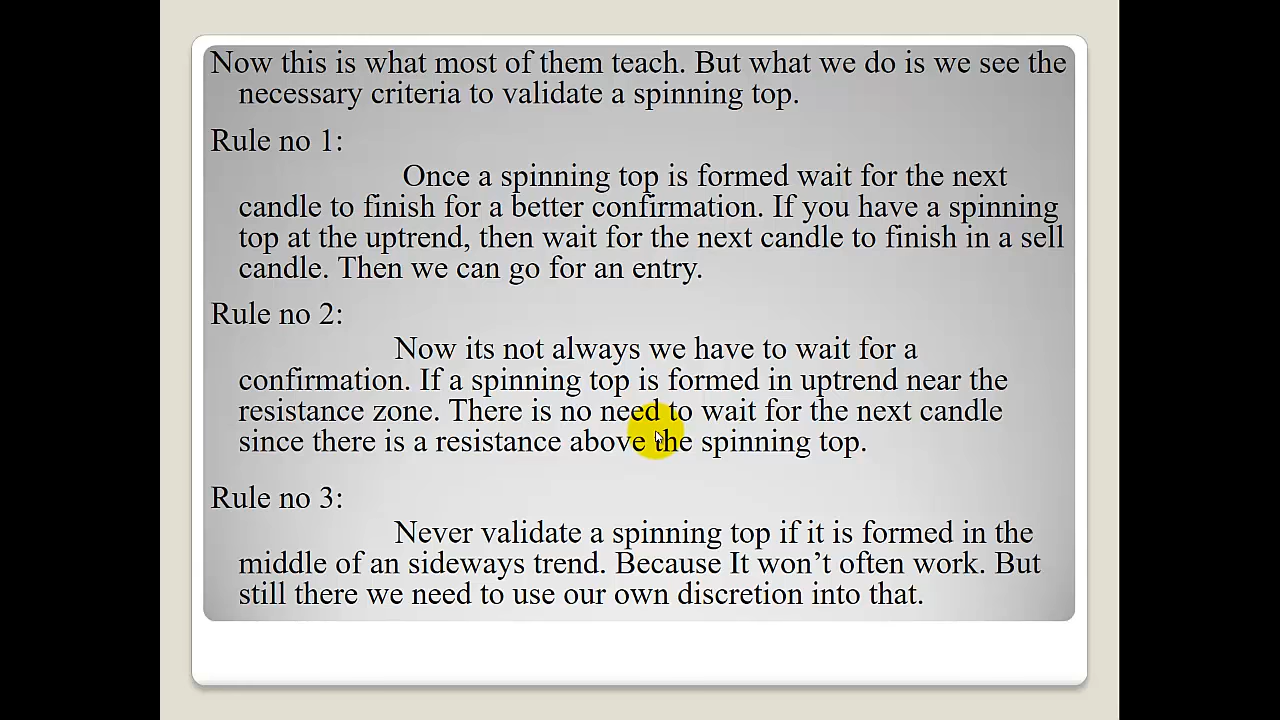 Now this is what most of them teach. But what we do is we see the
necessary criteria to validate a spinning top.
Rule no 1:
Once a spinning top is formed wait for the next
candle to finish for a better confirmation. If you have a spinning
top at the uptrend, then wait for the next candle to finish in a sell
candle. Then we can go for an entry.
Rule no 2:
Now its not always we have to wait for a
confirmation. If a spinning top is formed in uptrend near the
resistance zone. There is no need to wait for the next candle
since there is a resistance above the spinning top.
Rule no 3:
Never validate a spinning top if it is formed in the
middle of an sideways trend. Because It won’t often work. But
still there we need to use our own discretion into that.